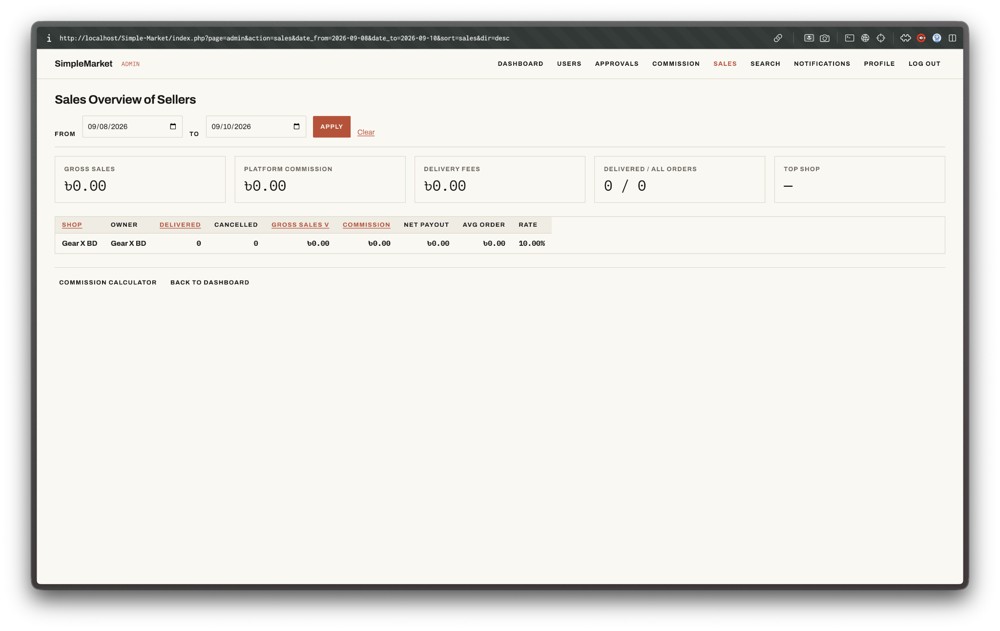 http://localhost/Simple-Market/index.php?page=admin&action=sales&date_from=2026-09-08&date_to=2026-09-10&sort=sales&dir=desc
SimpleMarket ADMIN DASHBOARD USERS APPROVALS COMMISSION SALES SEARCH NOTIFICATIONS PROFILE LOG OUT
Sales Overview of Sellers
FROM 09/08/2026 TO 09/10/2026 APPLY Clear
GROSS SALES PLATFORM COMMISSION DELIVERY FEES DELIVERED / ALL ORDERS TOP SHOP
৳0.00 ৳0.00 ৳0.00 0 / 0 —
SHOP OWNER DELIVERED CANCELLED GROSS SALES V COMMISSION NET PAYOUT AVG ORDER RATE
Gear X BD Gear X BD 0 0 ৳0.00 ৳0.00 ৳0.00 ৳0.00 10.00%
COMMISSION CALCULATOR BACK TO DASHBOARD